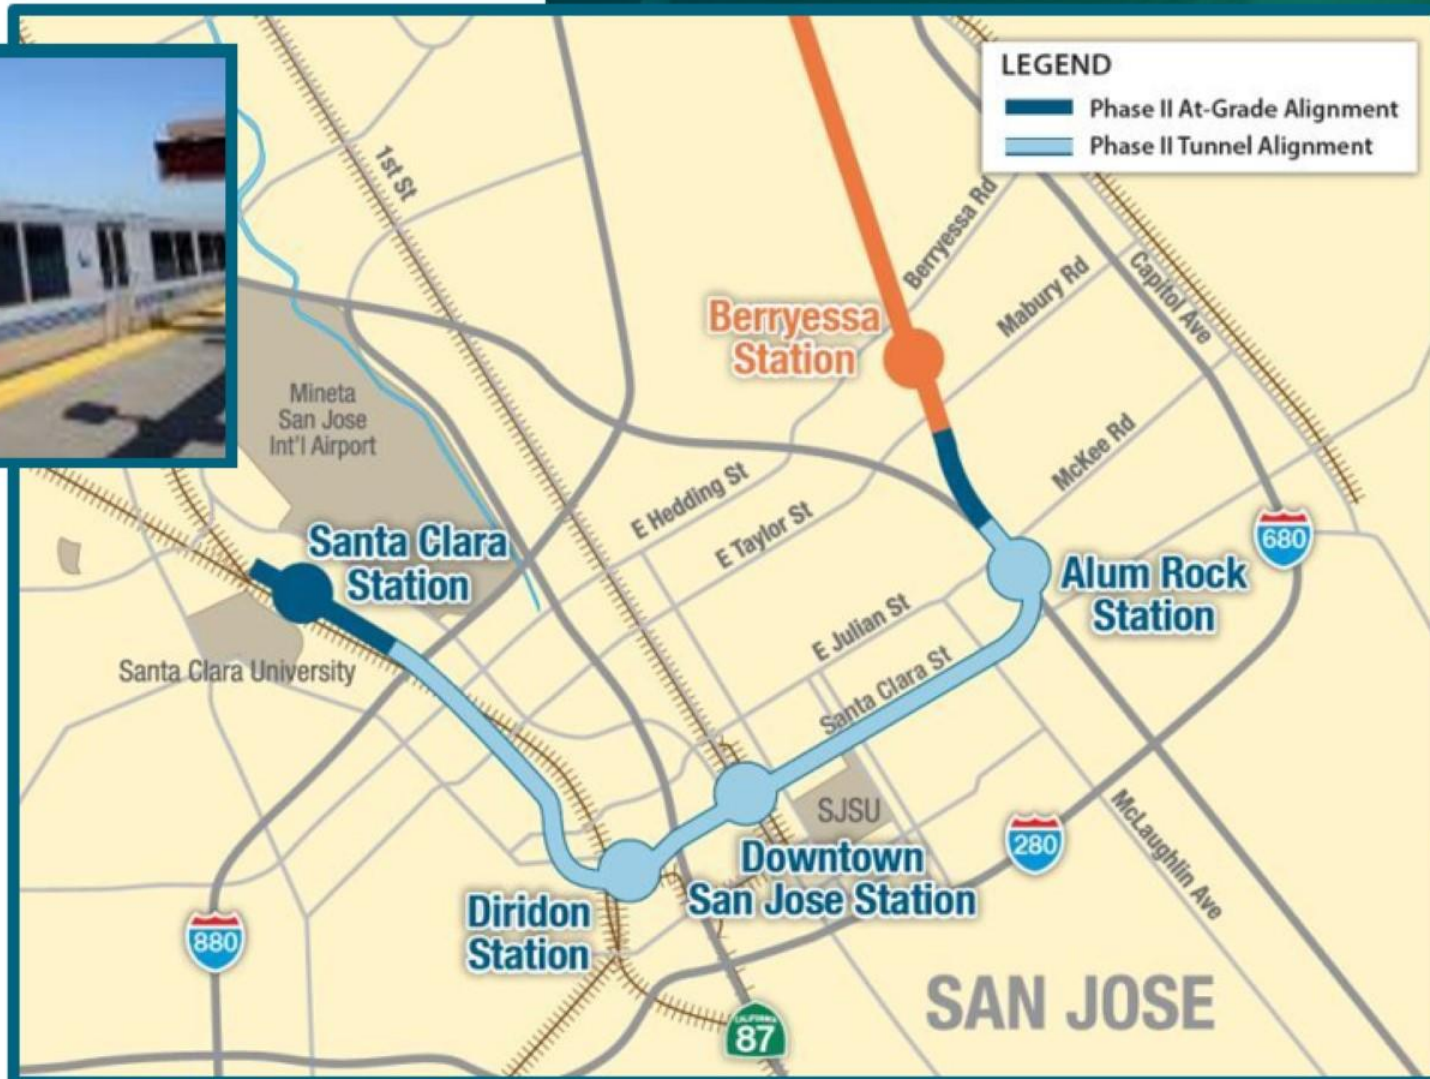 LEGEND
Phase II At-Grade Alignment
Phase II Tunnel Alignment
1st St
Berryessa Rd
Mabury Rd
Capitol Ave
Berryessa
Station
Mineta
San Jose
Int'l Airport
McKee Rd
E Hedding St
E Taylor St
680
Santa Clara
Station
Alum Rock
Station
E Julian St
Santa Clara University
Santa Clara St
SJSU
280
McLaughlin Ave
Downtown
San Jose Station
Diridon
Station
880
SAN JOSE
CALIFORNIA
87